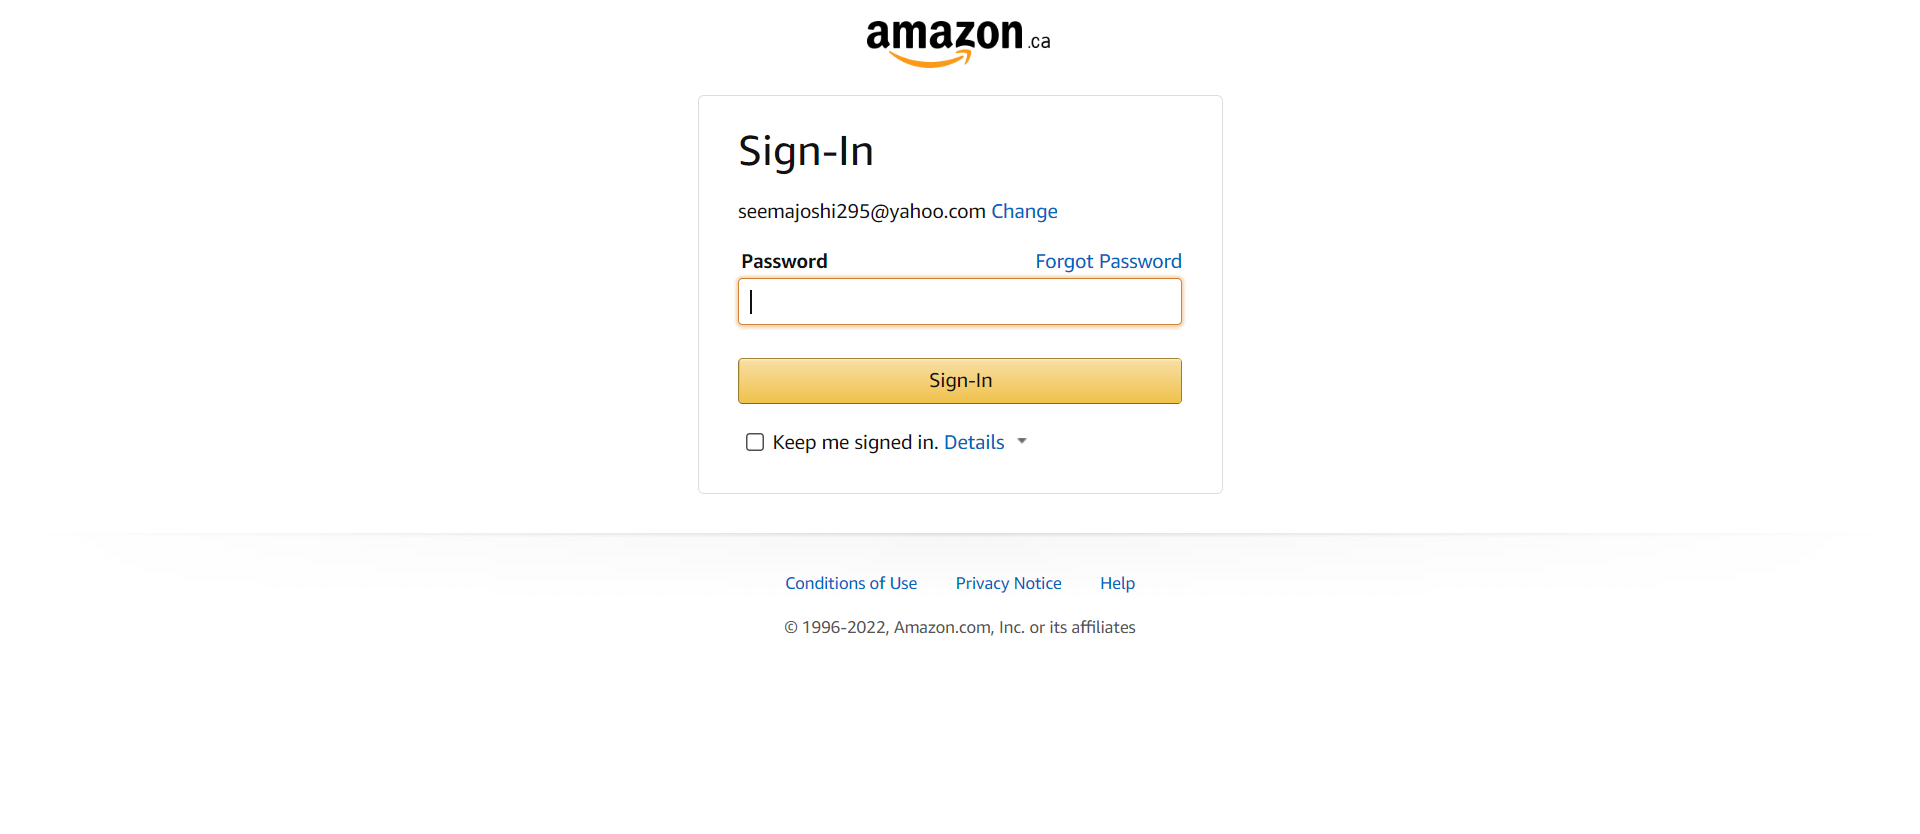 amazon.ca
Sign-In
seemajoshi295@yahoo.com Change
Password Forgot Password
Sign-In
Keep me signed in. Details
Conditions of Use Privacy Notice Help
© 1996-2022, Amazon.com, Inc. or its affiliates